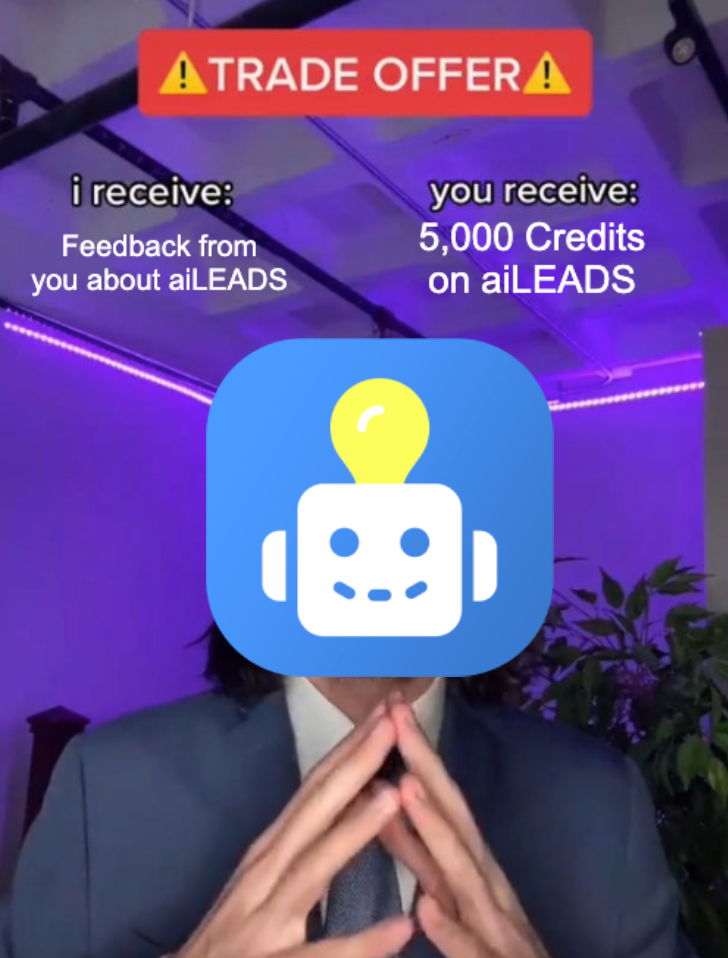 ⚠️TRADE OFFER⚠️
i receive:
Feedback from
you about aiLEADS
you receive:
5,000 Credits
on aiLEADS